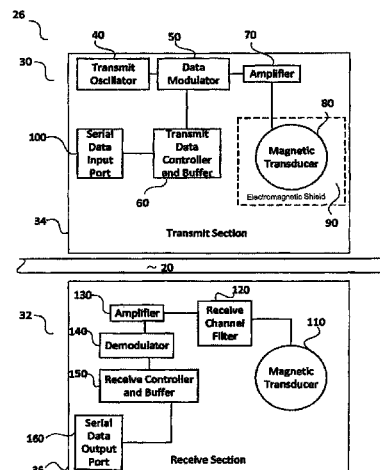 26
40
50
70
30
Transmit Oscillator
Data Modulator
Amplifier
80
100
Serial Data Input Port
Transmit Data Controller and Buffer
Magnetic Transducer
60
Electromagnetic Shield
90
34
Transmit Section
~ 20
120
130
32
Amplifier
Receive Channel Filter
110
140
Demodulator
150
Receive Controller and Buffer
Magnetic Transducer
160
Serial Data Output Port
Receive Section
36